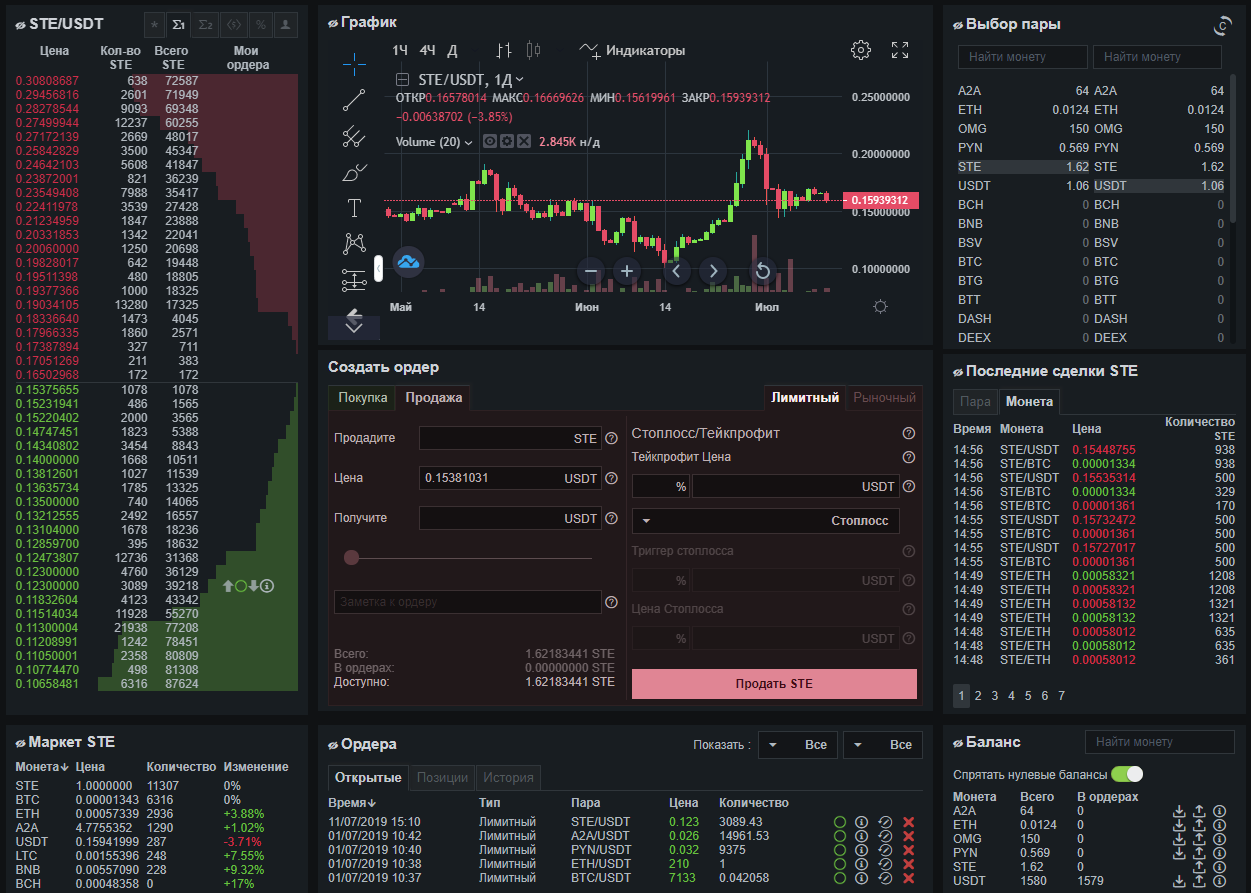 STE/USDT
* Σ1 Σ2 %
Цена Кол-во STE Всего STE Мои ордера
0.30808687 638 72587
0.29456816 2601 71949
0.28278544 9093 69348
0.27499944 12237 60255
0.27172139 2669 48017
0.25842829 3500 45347
0.24642103 5608 41847
0.23872001 821 36239
0.23549408 7988 35417
0.22411978 3539 27428
0.21234959 1847 23888
0.20331853 1342 22041
0.20060000 1250 20698
0.19828017 642 19448
0.19511398 480 18805
0.19377366 1000 18325
0.19034105 13280 17325
0.18336640 1473 4045
0.17966335 1860 2571
0.17387894 327 711
0.17051269 211 383
0.16502968 172 172
0.15375655 1078 1078
0.15231941 486 1565
0.15220402 2000 3565
0.14747451 1823 5388
0.14340802 3454 8843
0.14000000 1668 10511
0.13812601 1027 11539
0.13635734 1785 13325
0.13500000 740 14065
0.13212555 2492 16557
0.13104000 1678 18236
0.12859700 395 18632
0.12473807 12736 31368
0.12300000 4760 36129
0.12300000 3089 39218
0.11832604 4123 43342
0.11514034 11928 55270
0.11300004 21938 77208
0.11208991 1242 78451
0.11050001 2358 80809
0.10774470 498 81308
0.10658481 6316 87624
График
1Ч 4Ч Д Индикаторы
STE/USDT, 1Д
ОТКР0.16578014 МАКС0.16669626 МИН0.15619961 ЗАКР0.15939312
−0.00638702 (−3.85%)
Volume (20) 2.845K н/д
0.25000000
0.20000000
0.15939312
0.15000000
0.10000000
Май 14 Июн 14 Июл
Создать ордер
Покупка Продажа Лимитный Рыночный
Продадите STE
Цена 0.15381031 USDT
Получите USDT
Заметка к ордеру
Всего: 1.62183441 STE
В ордерах: 0.00000000 STE
Доступно: 1.62183441 STE
Стоплосс/Тейкпрофит
Тейкпрофит Цена
% USDT
Стоплосс
Триггер стоплосса
% USDT
Цена Стоплосса
% USDT
Продать STE
Выбор пары
Найти монету Найти монету
A2A 64 A2A 64
ETH 0.0124 ETH 0.0124
OMG 150 OMG 150
PYN 0.569 PYN 0.569
STE 1.62 STE 1.62
USDT 1.06 USDT 1.06
BCH 0 BCH 0
BNB 0 BNB 0
BSV 0 BSV 0
BTC 0 BTC 0
BTG 0 BTG 0
BTT 0 BTT 0
DASH 0 DASH 0
DEEX 0 DEEX 0
Последние сделки STE
Пара Монета
Время Монета Цена Количество STE
14:56 STE/USDT 0.15448755 938
14:56 STE/BTC 0.00001334 938
14:56 STE/USDT 0.15535314 500
14:56 STE/BTC 0.00001334 329
14:56 STE/BTC 0.00001361 170
14:55 STE/USDT 0.15732472 500
14:55 STE/BTC 0.00001361 500
14:55 STE/USDT 0.15727017 500
14:55 STE/BTC 0.00001361 500
14:49 STE/ETH 0.00058321 1208
14:49 STE/ETH 0.00058321 1208
14:49 STE/ETH 0.00058132 1321
14:49 STE/ETH 0.00058132 1321
14:48 STE/ETH 0.00058012 635
14:48 STE/ETH 0.00058012 635
14:48 STE/ETH 0.00058012 361
1 2 3 4 5 6 7
Маркет STE
Монета Цена Количество Изменение
STE 1.0000000 11307 0%
BTC 0.00001343 6316 0%
ETH 0.00057339 2936 +3.88%
A2A 4.7755352 1290 +1.02%
USDT 0.15941999 287 -3.71%
LTC 0.00155396 248 +7.55%
BNB 0.00557090 228 +9.32%
BCH 0.00048358 0 +17%
Ордера
Показать : Все Все
Открытые Позиции История
Время Тип Пара Цена Количество
11/07/2019 15:10 Лимитный STE/USDT 0.123 3089.43
01/07/2019 10:42 Лимитный A2A/USDT 0.026 14961.53
01/07/2019 10:40 Лимитный PYN/USDT 0.032 9375
01/07/2019 10:38 Лимитный ETH/USDT 210 1
01/07/2019 10:37 Лимитный BTC/USDT 7133 0.042058
Баланс
Найти монету
Спрятать нулевые балансы
Монета Всего В ордерах
A2A 64 0
ETH 0.0124 0
OMG 150 0
PYN 0.569 0
STE 1.62 0
USDT 1580 1579